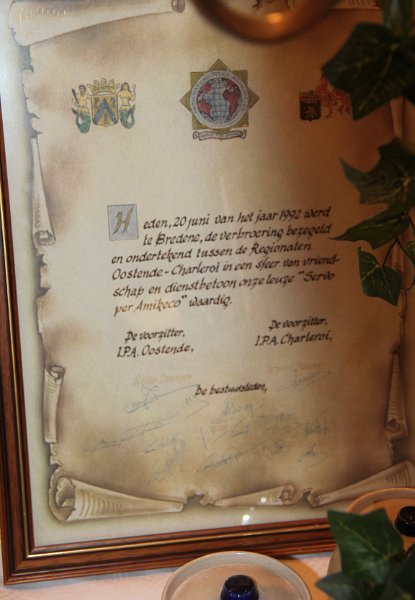 Heden, 20 juni van het jaar 1992 werd
te Bredene, de verbroering bezegeld
en ondertekend tussen de Regionalen
Oostende - Charleroi in een sfeer van vriend-
schap en dienstbetoon onze leuze "Servo
per Amikeco" waardig.
De voorzitter,
I.P.A. Oostende,
De voorzitter,
I.P.A. Charleroi,
De bestuursleden,